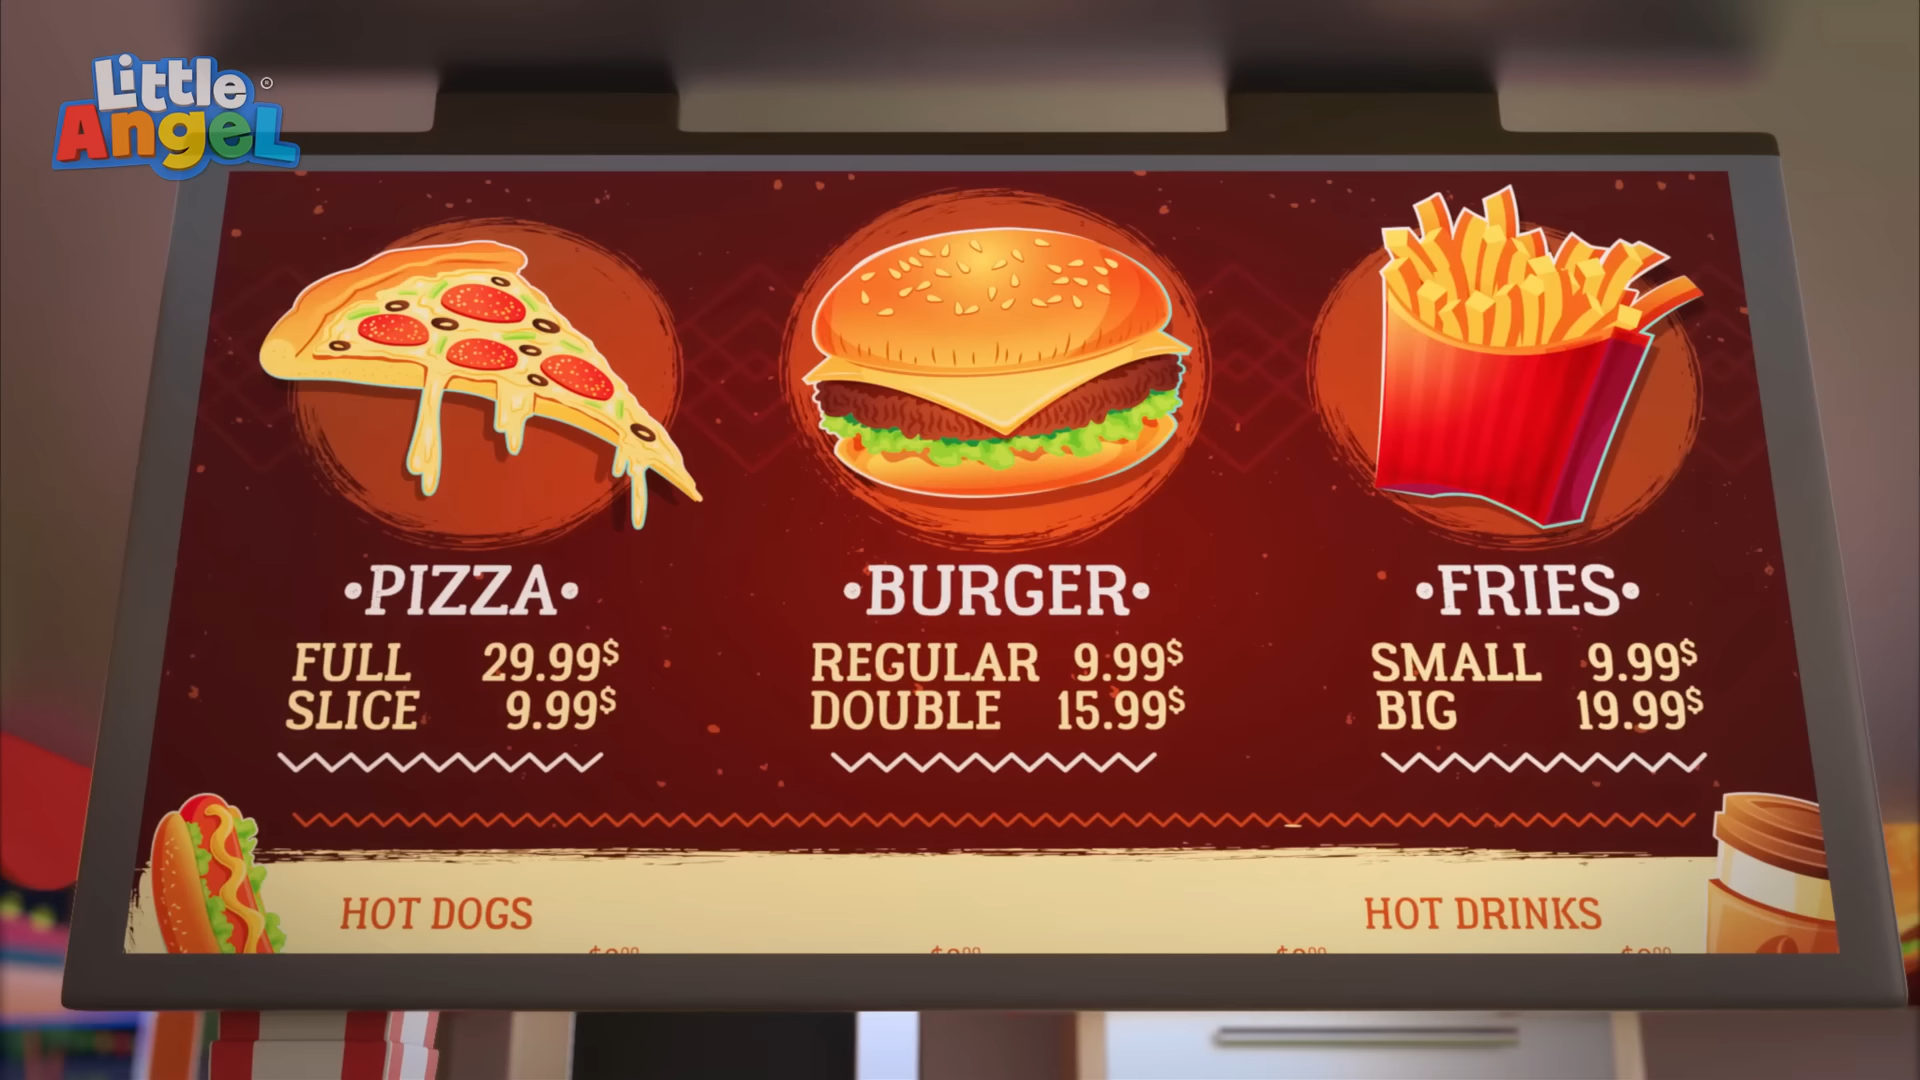 Little
Angel
®
•PIZZA•
FULL 29.99$
SLICE 9.99$
•BURGER•
REGULAR 9.99$
DOUBLE 15.99$
•FRIES•
SMALL 9.99$
BIG 19.99$
HOT DOGS
HOT DRINKS